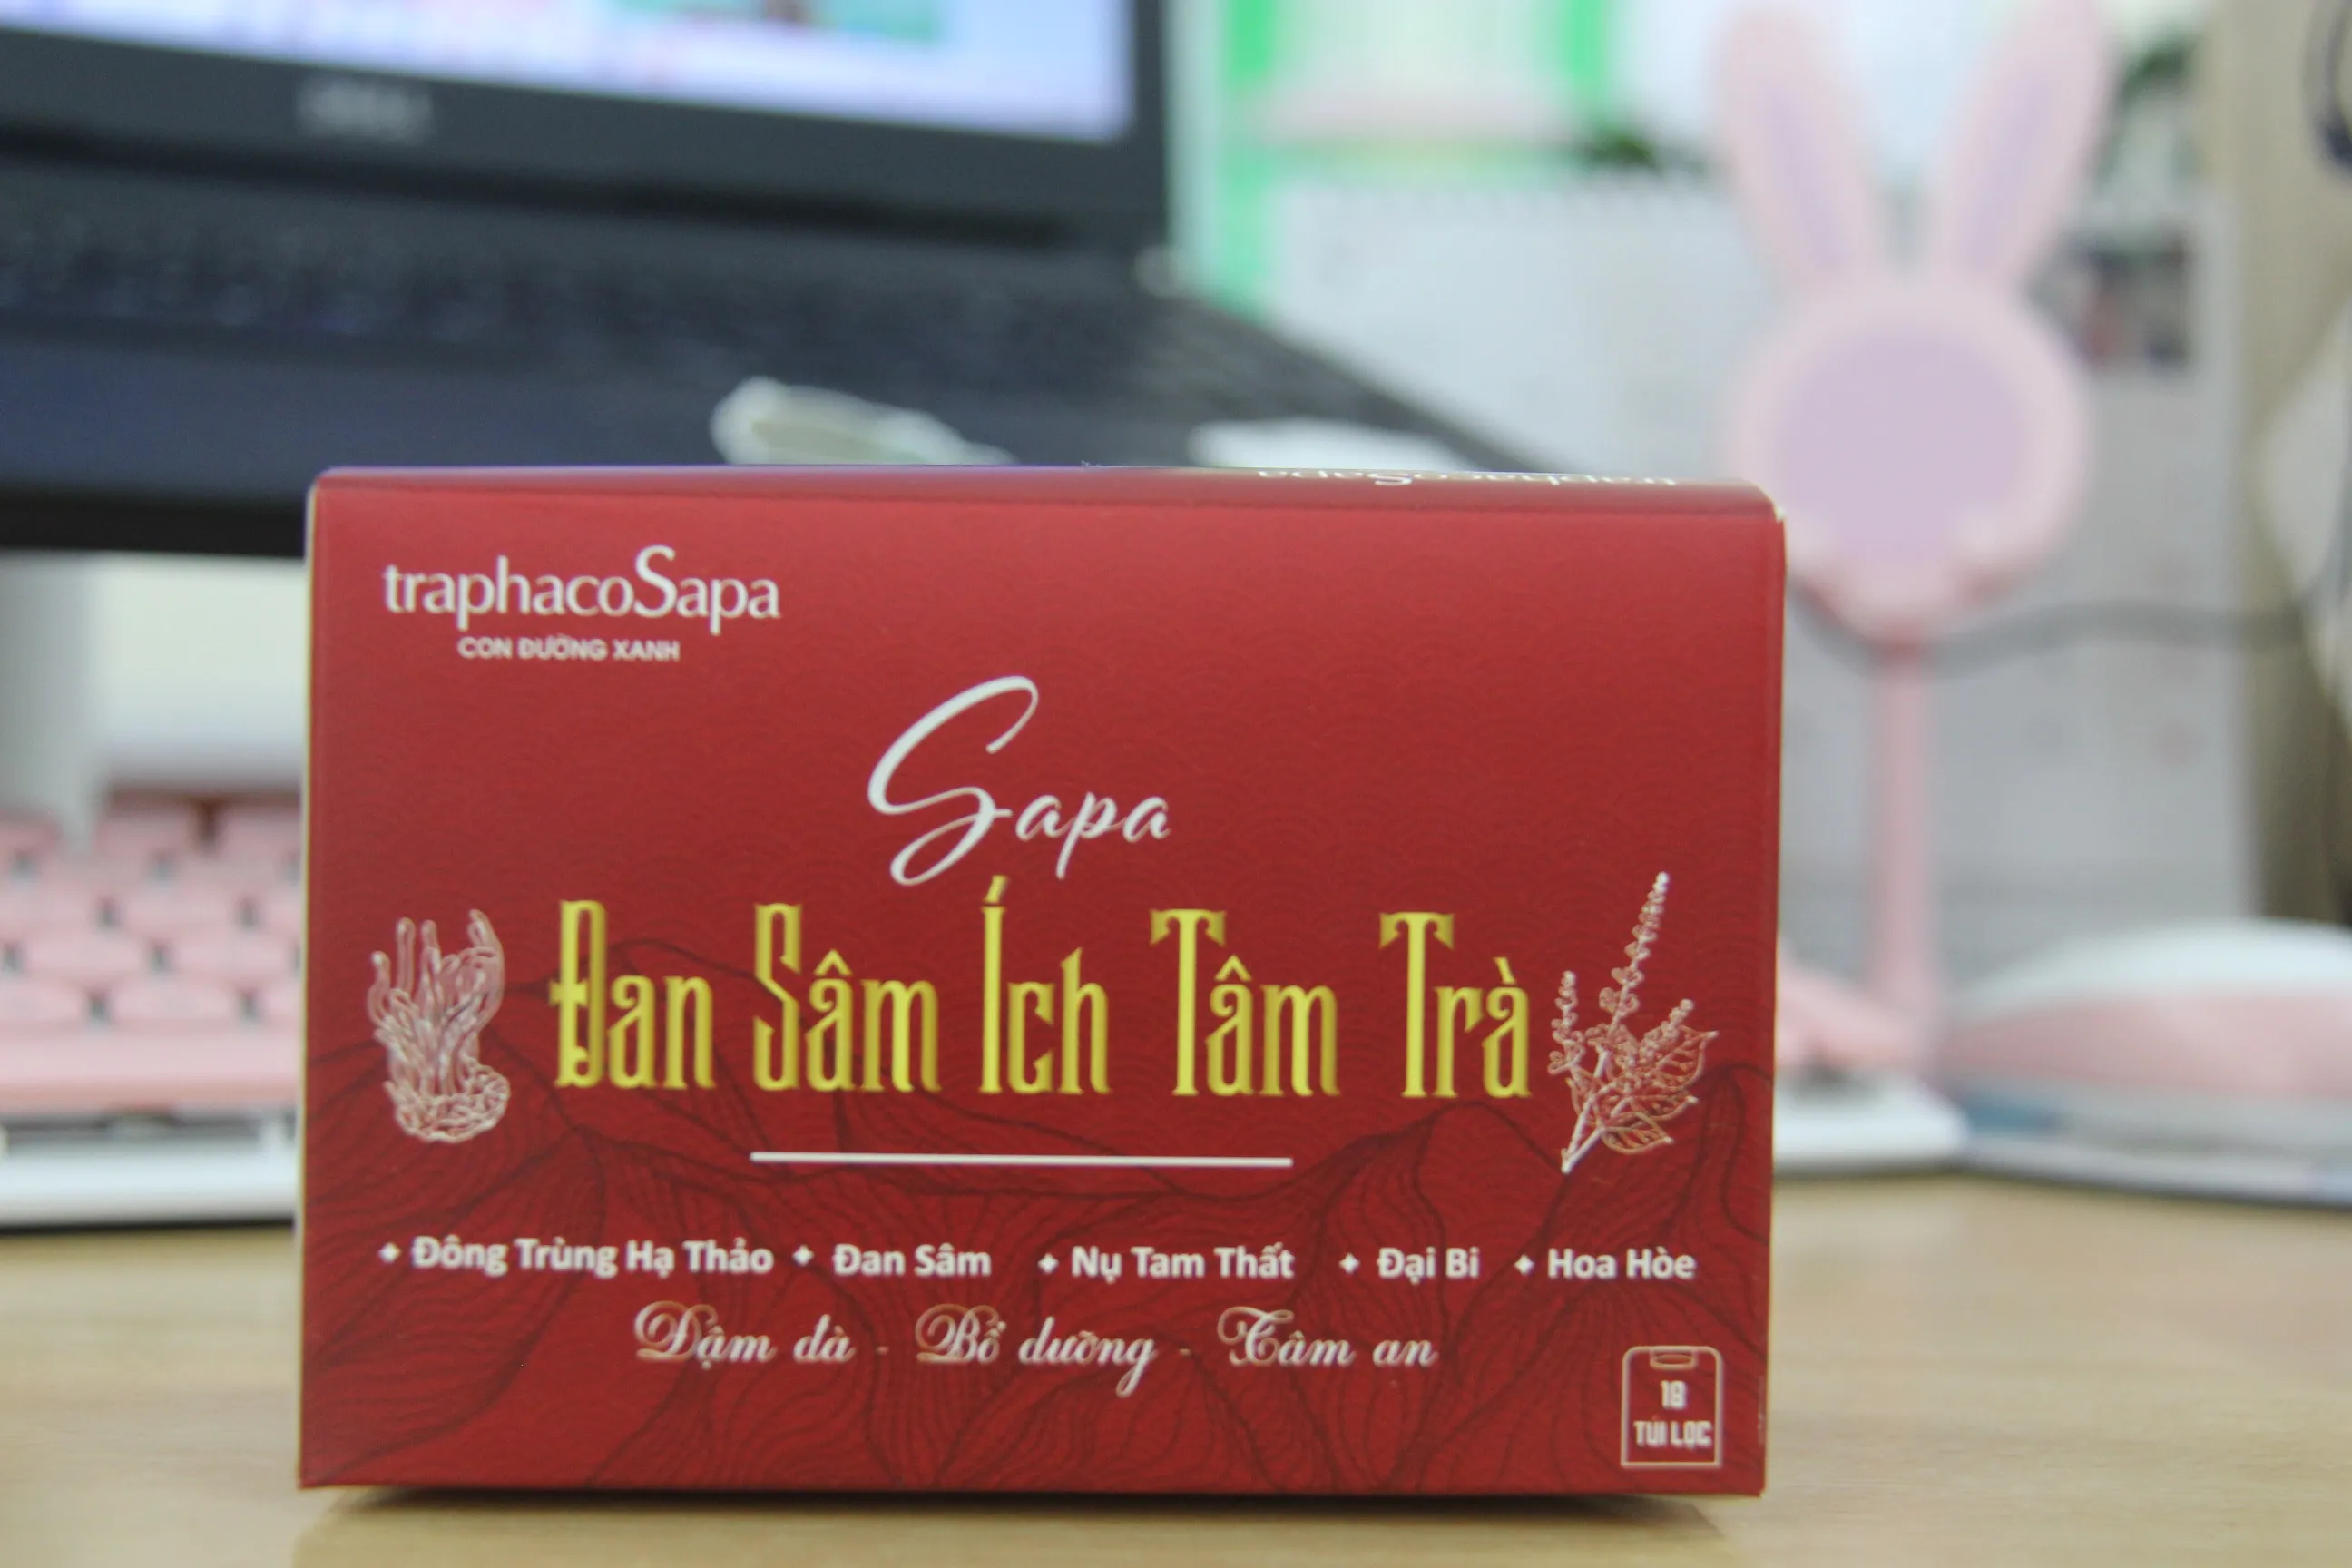 traphacoSapa
traphacoSapa
CON ĐƯỜNG XANH
Sapa
Đan Sâm Ích Tâm Trà
Đông Trùng Hạ Thảo Đan Sâm Nụ Tam Thất Đại Bi Hoa Hòe
Đậm đà - Bổ dưỡng - Tâm an
18
TÚI LỌC